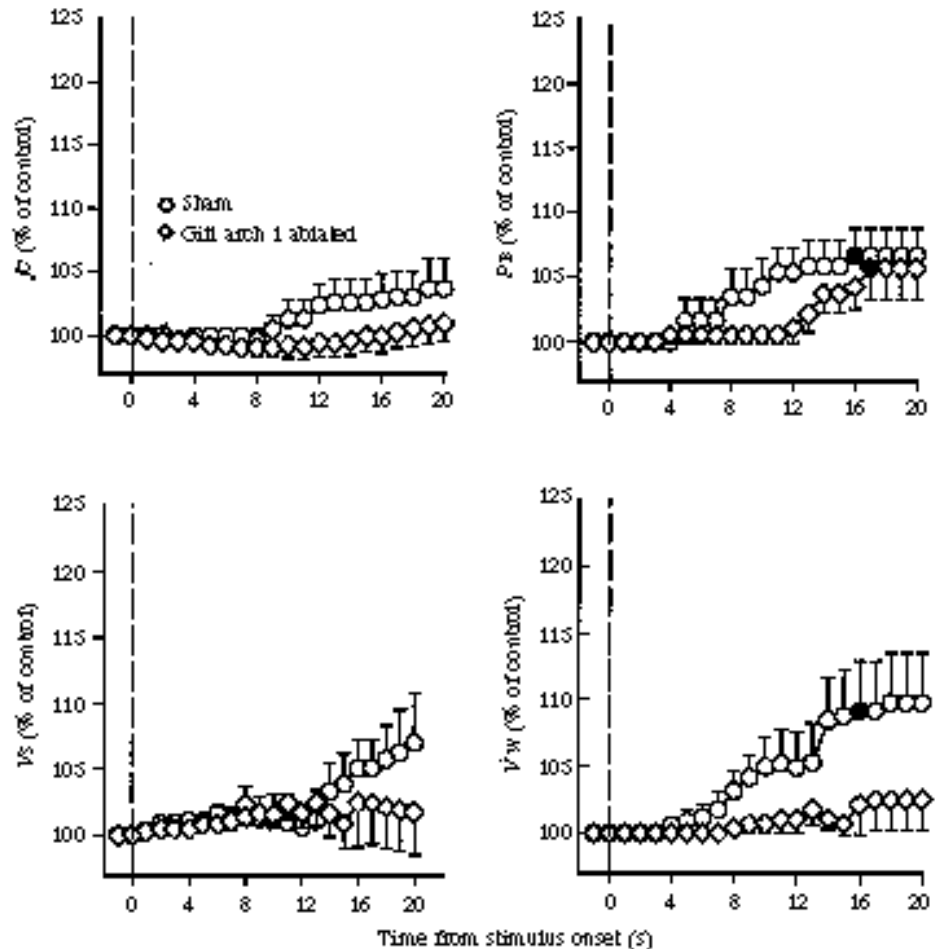 125
120
115
110
105
100
fC (% of control)
Sham
Gill arch 1 ablated
0 4 8 12 16 20
125
120
115
110
105
100
PB (% of control)
0 4 8 12 16 20
125
120
115
110
105
100
VS (% of control)
0 4 8 12 16 20
125
120
115
110
105
100
V̇W (% of control)
0 4 8 12 16 20
Time from stimulus onset (s)